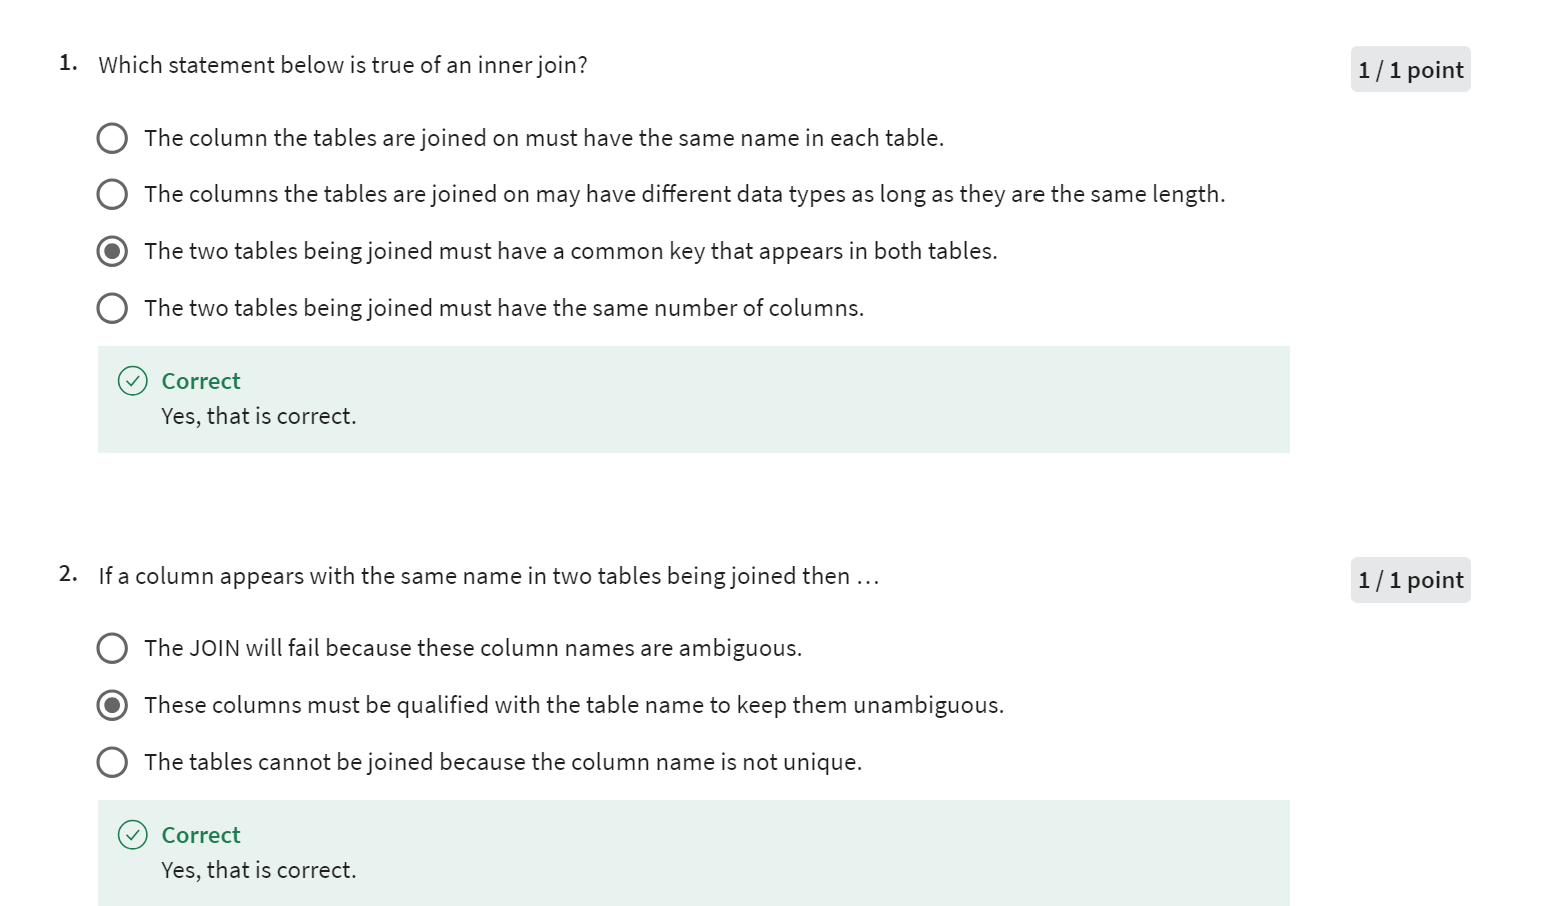 1. Which statement below is true of an inner join?
1 / 1 point
The column the tables are joined on must have the same name in each table.
The columns the tables are joined on may have different data types as long as they are the same length.
The two tables being joined must have a common key that appears in both tables.
The two tables being joined must have the same number of columns.
Correct
Yes, that is correct.
2. If a column appears with the same name in two tables being joined then …
1 / 1 point
The JOIN will fail because these column names are ambiguous.
These columns must be qualified with the table name to keep them unambiguous.
The tables cannot be joined because the column name is not unique.
Correct
Yes, that is correct.